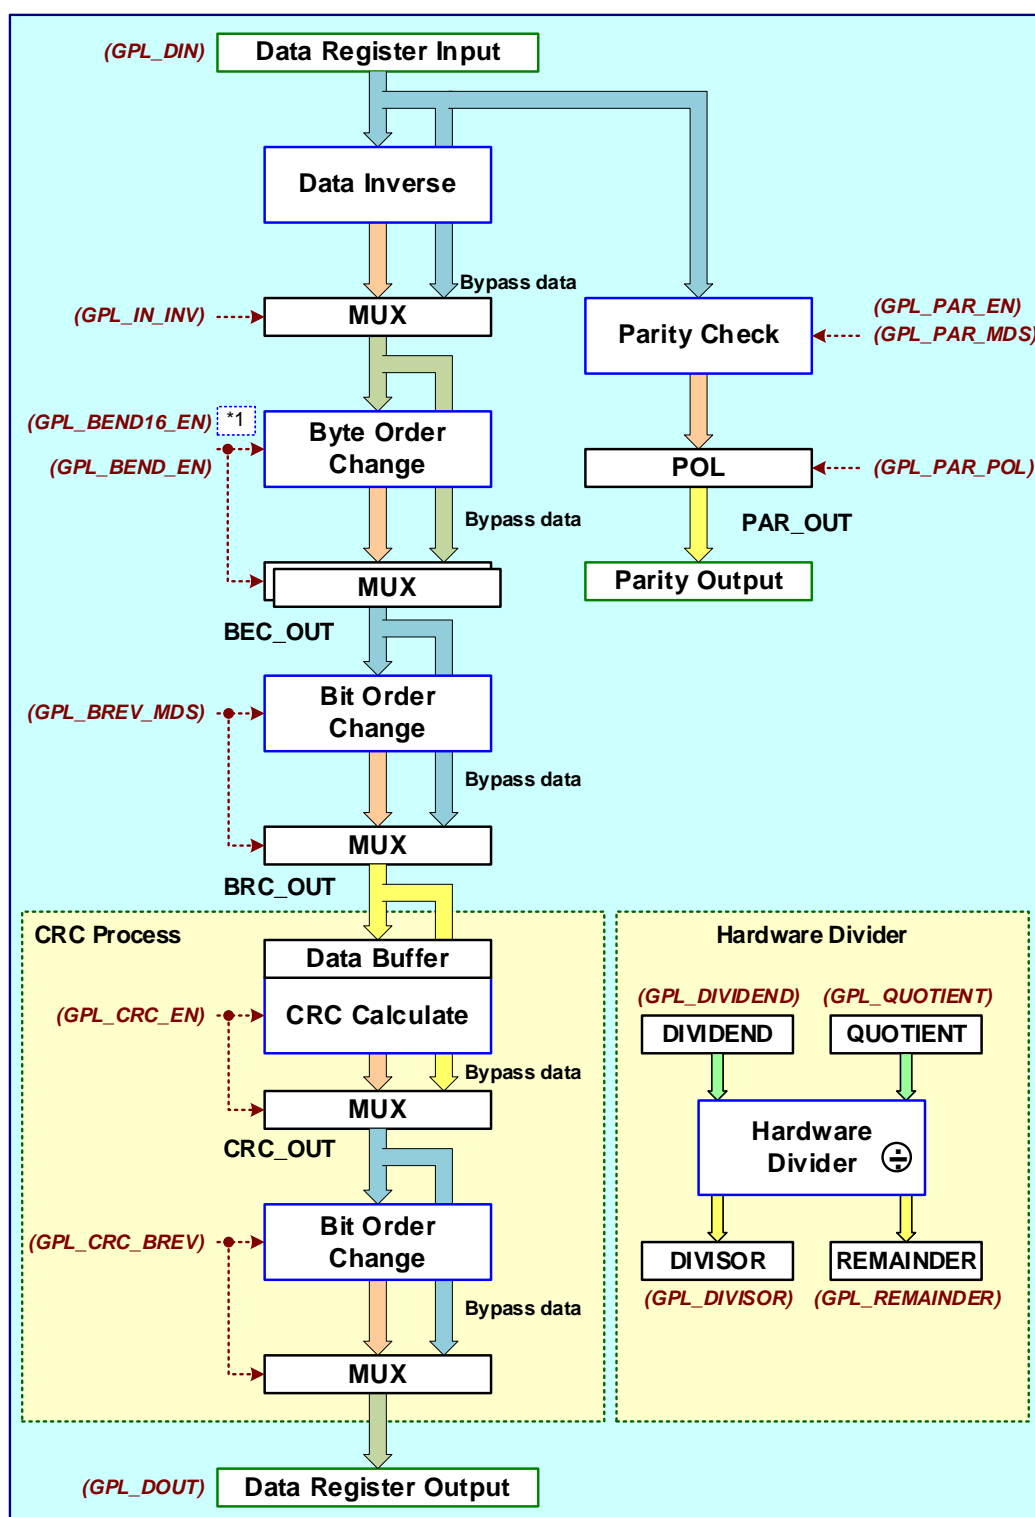 (GPL_DIN)
Data Register Input
Data Inverse
Bypass data
(GPL_IN_INV)
MUX
Parity Check
(GPL_PAR_EN)
(GPL_PAR_MDS)
(GPL_BEND16_EN)
*1
(GPL_BEND_EN)
Byte Order
Change
POL
(GPL_PAR_POL)
Bypass data
PAR_OUT
MUX
Parity Output
BEC_OUT
(GPL_BREV_MDS)
Bit Order
Change
Bypass data
MUX
BRC_OUT
CRC Process
Data Buffer
(GPL_CRC_EN)
CRC Calculate
Bypass data
MUX
CRC_OUT
(GPL_CRC_BREV)
Bit Order
Change
Bypass data
MUX
Hardware Divider
(GPL_DIVIDEND)
(GPL_QUOTIENT)
DIVIDEND
QUOTIENT
Hardware
Divider
DIVISOR
REMAINDER
(GPL_DIVISOR)
(GPL_REMAINDER)
(GPL_DOUT)
Data Register Output